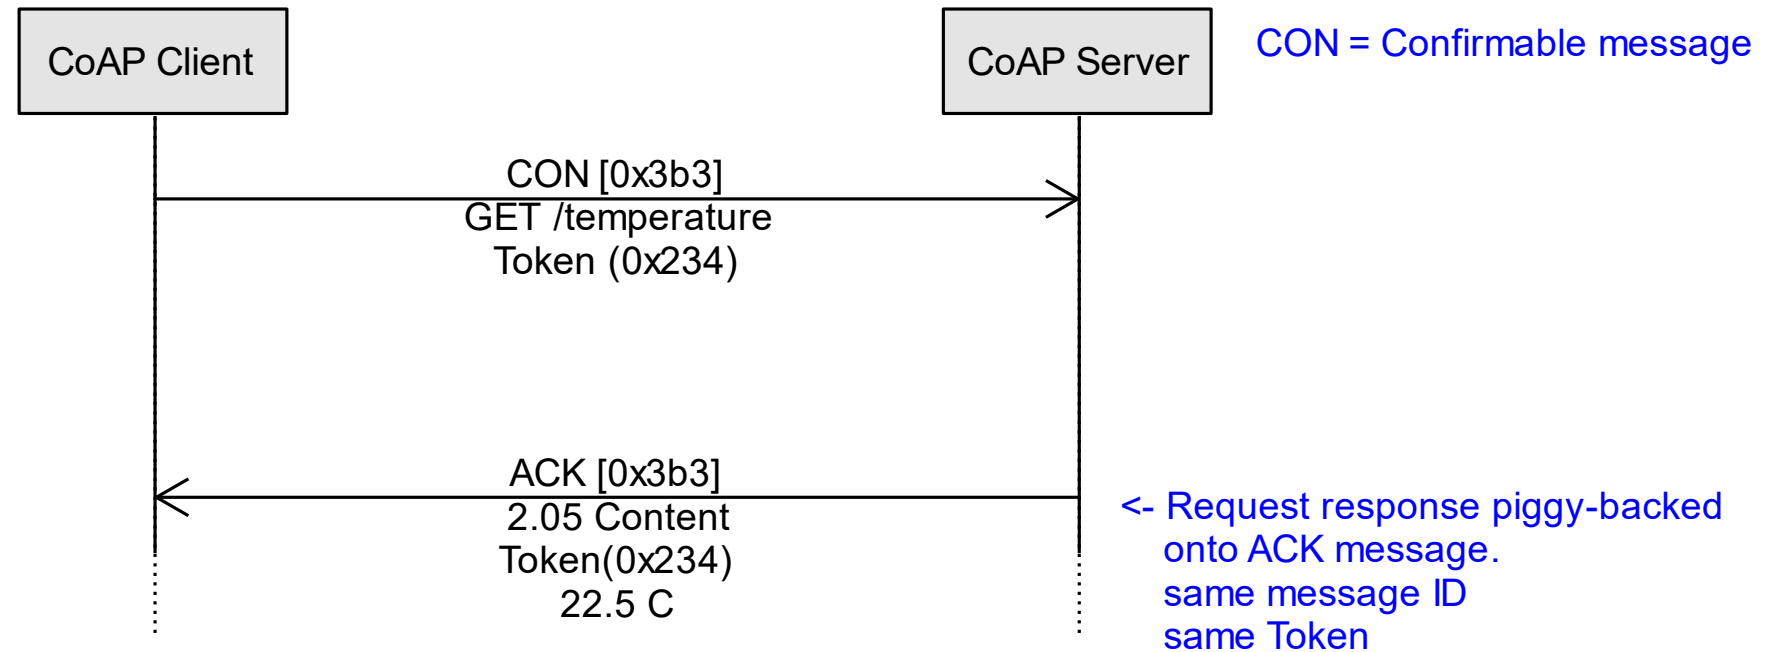 CoAP Client
CoAP Server
CON = Confirmable message
CON [0x3b3]
GET /temperature
Token (0x234)
ACK [0x3b3]
2.05 Content
Token(0x234)
22.5 C
<- Request response piggy-backed
onto ACK message.
same message ID
same Token